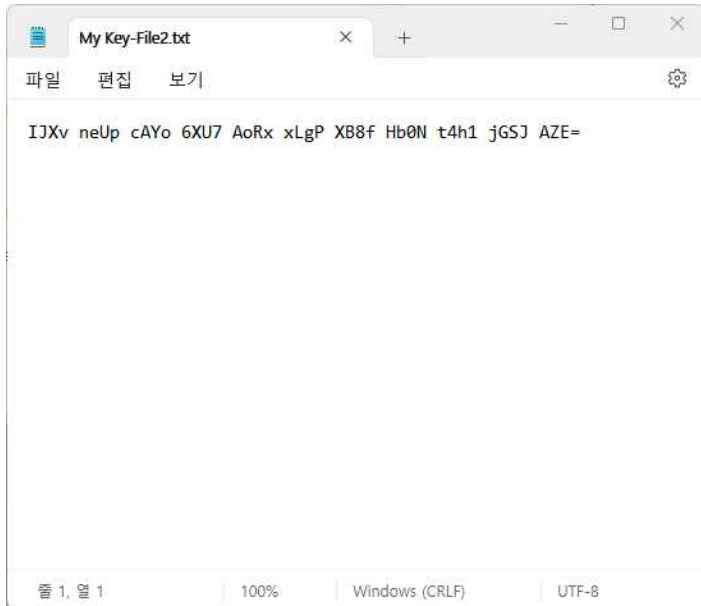 My Key-File2.txt
파일 편집 보기
IJXv neUp cAYo 6XU7 AoRx xLgP XB8f Hb0N t4h1 jGSJ AZE=
줄 1, 열 1 100% Windows (CRLF) UTF-8